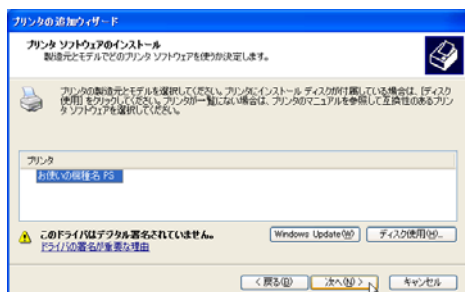 プリンタの追加ウィザード
プリンタ ソフトウェアのインストール
製造元とモデルでどのプリンタ ソフトウェアを使うか決定します。
プリンタの製造元とモデルを選択してください。プリンタにインストール ディスクが付属している場合は、[ディスク
使用] をクリックしてください。プリンタが一覧にない場合は、プリンタのマニュアルを参照して互換性のあるプリン
タ ソフトウェアを選択してください。
プリンタ
お使いの機種名 PS
このドライバはデジタル署名されていません。
ドライバの署名が重要な理由
Windows Update(W)
ディスク使用(H)...
< 戻る(B)
次へ(N) >
キャンセル